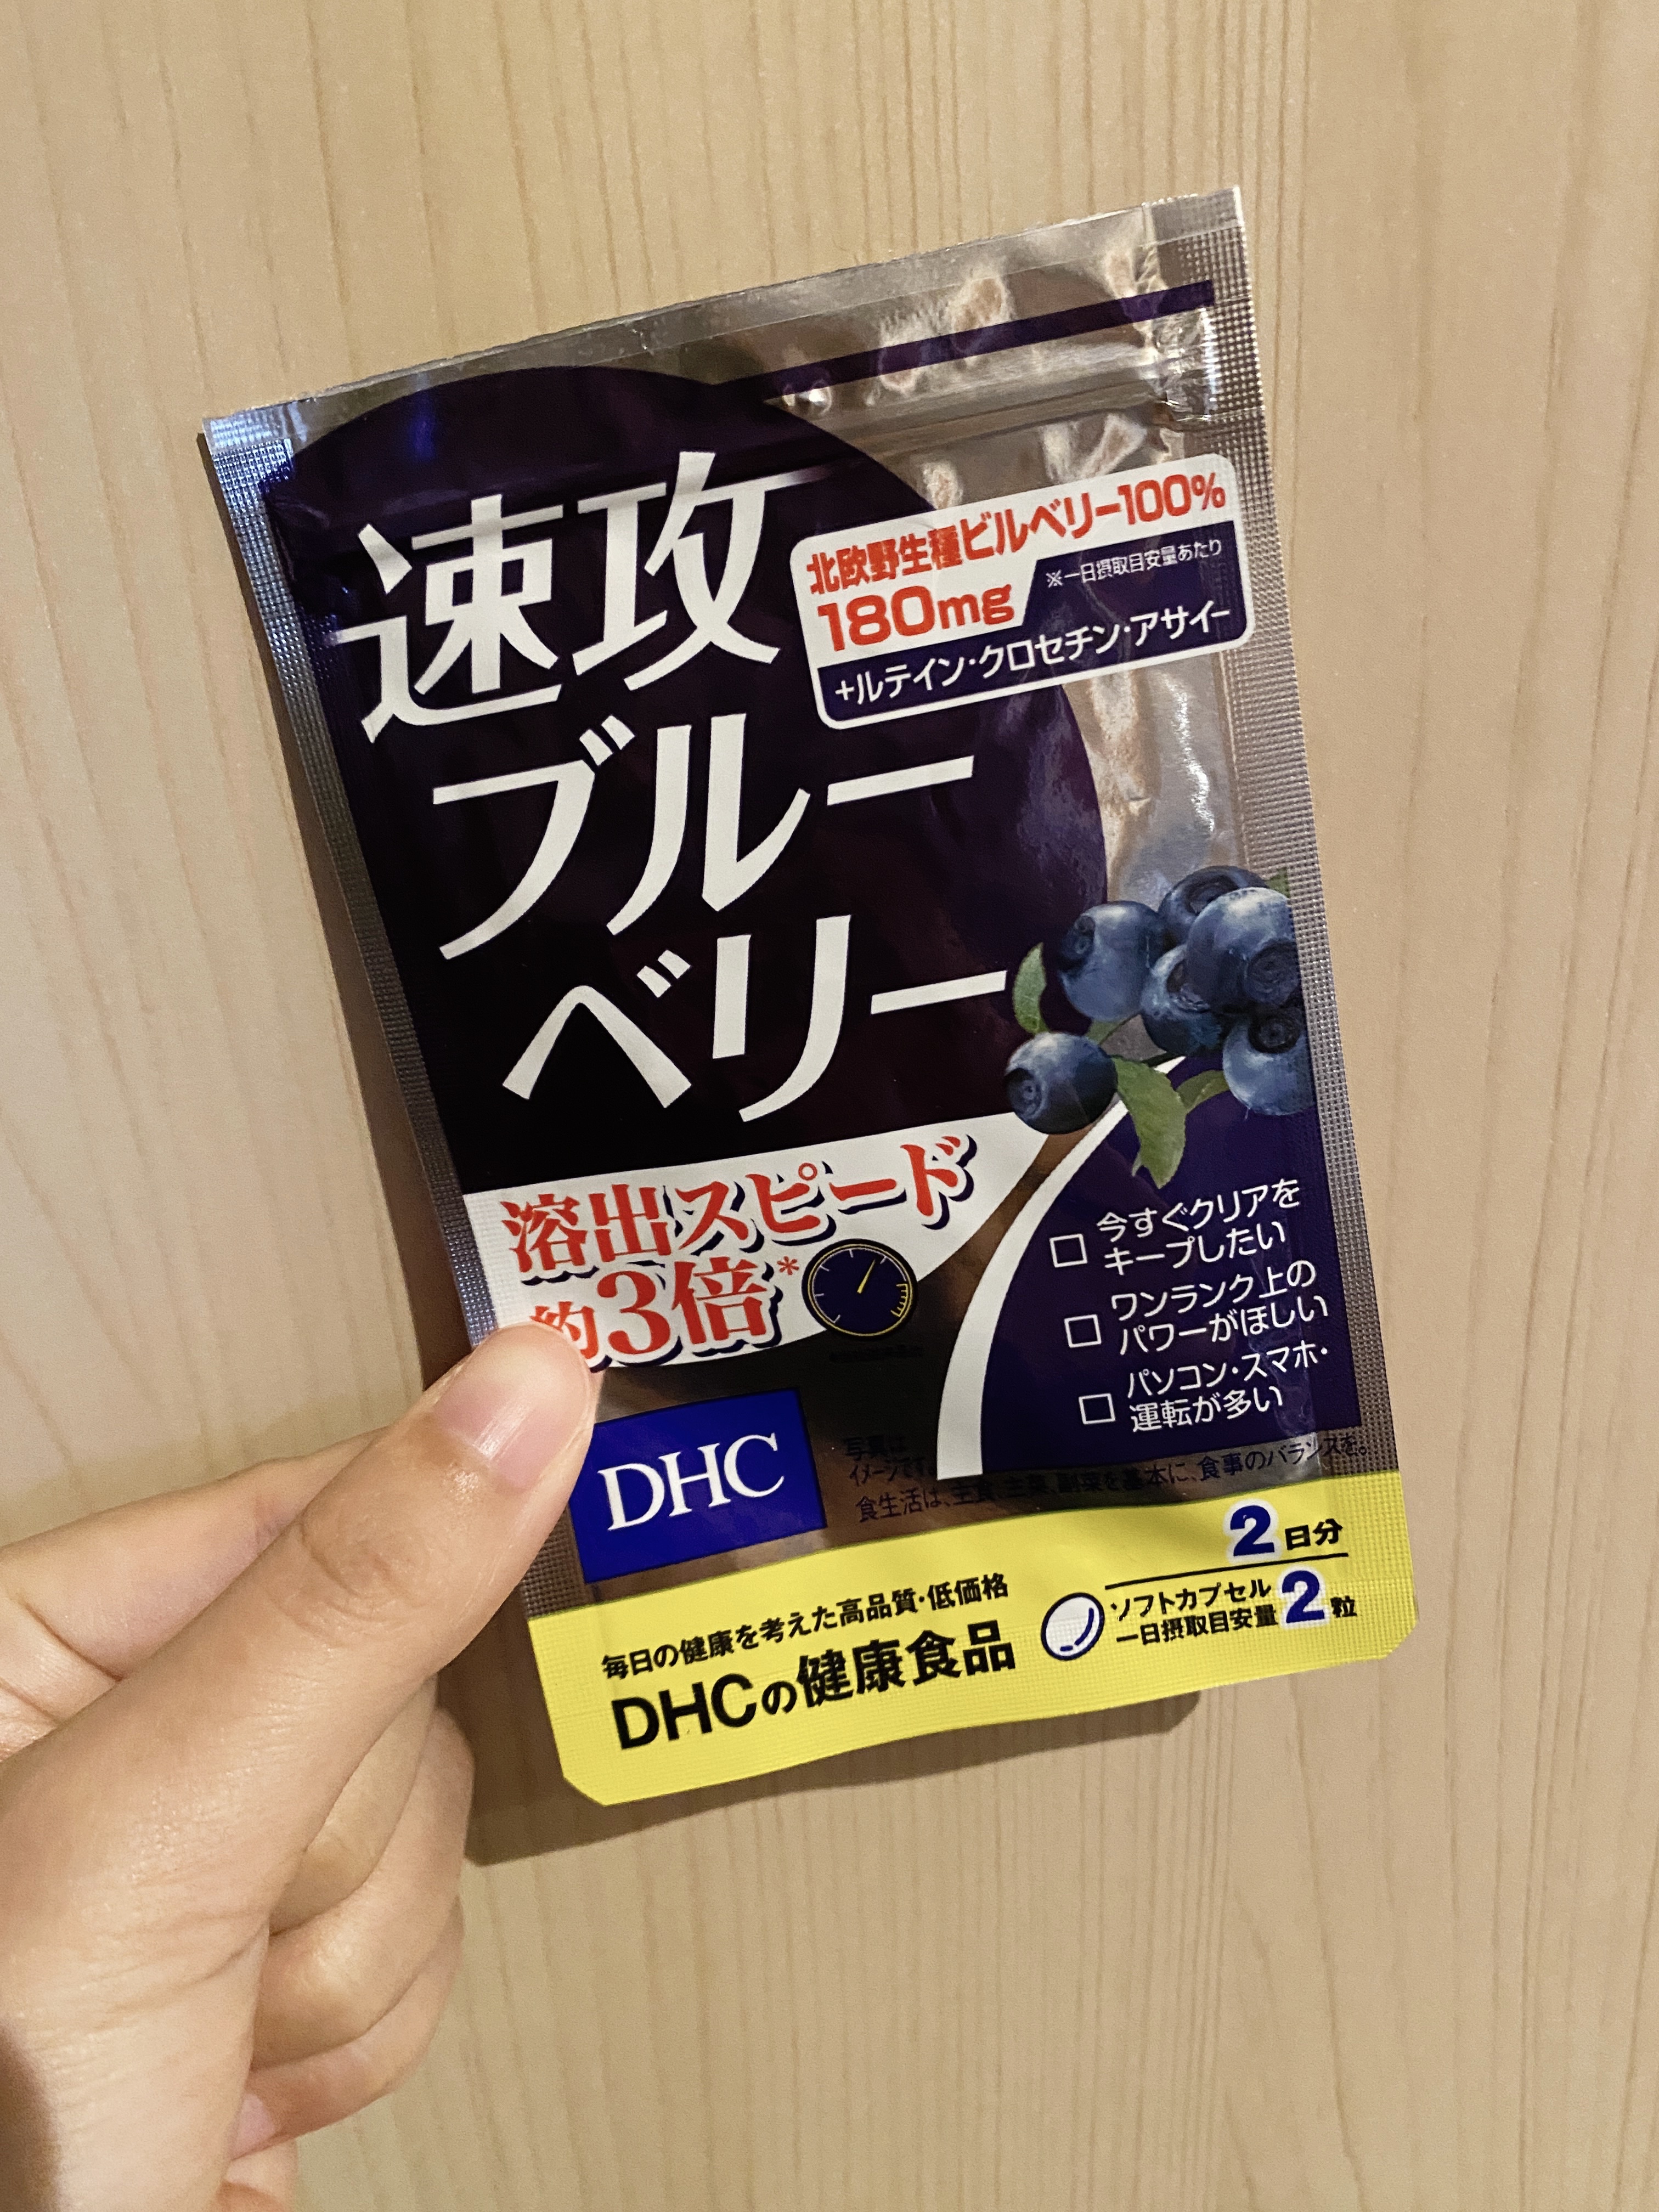 速攻
ブルー
ベリー
北欧野生種ビルベリー100%
180mg
※一日摂取目安量あたり
+ルテイン・クロセチン・アサイー
溶出スピード
約3倍*
今すぐクリアを
キープしたい
ワンランク上の
パワーがほしい
パソコン・スマホ・
運転が多い
DHC
写真は
イメージです。
食生活は、主食、主菜、副菜を基本に、食事のバランスを。
2日分
ソフトカプセル
一日摂取目安量2粒
毎日の健康を考えた高品質・低価格
DHCの健康食品